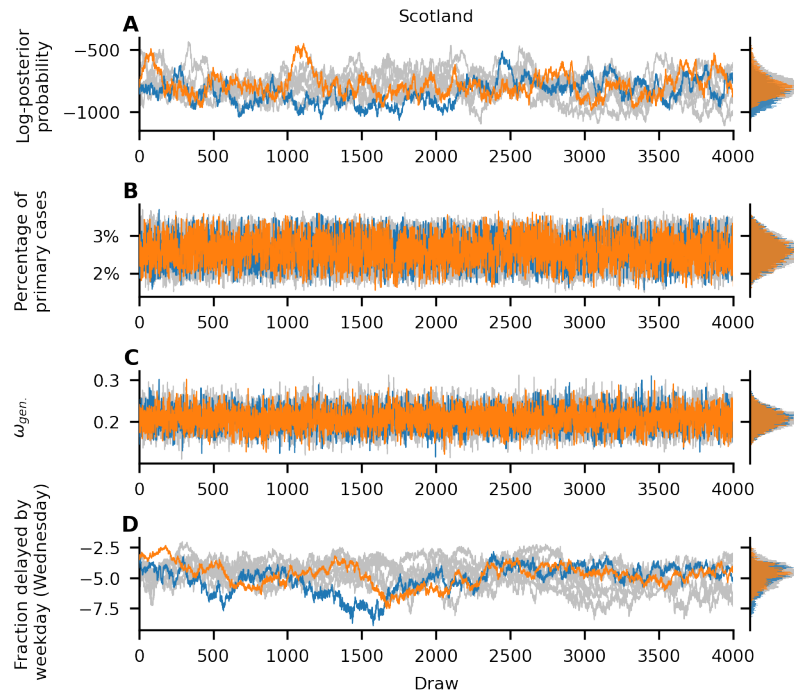 Scotland
A
Log-posterior
probability
−500
−1000
0 500 1000 1500 2000 2500 3000 3500 4000
B
Percentage of
primary cases
3%
2%
0 500 1000 1500 2000 2500 3000 3500 4000
C
ω_gen.
0.3
0.2
0 500 1000 1500 2000 2500 3000 3500 4000
D
Fraction delayed by
weekday (Wednesday)
−2.5
−5.0
−7.5
0 500 1000 1500 2000 2500 3000 3500 4000
Draw